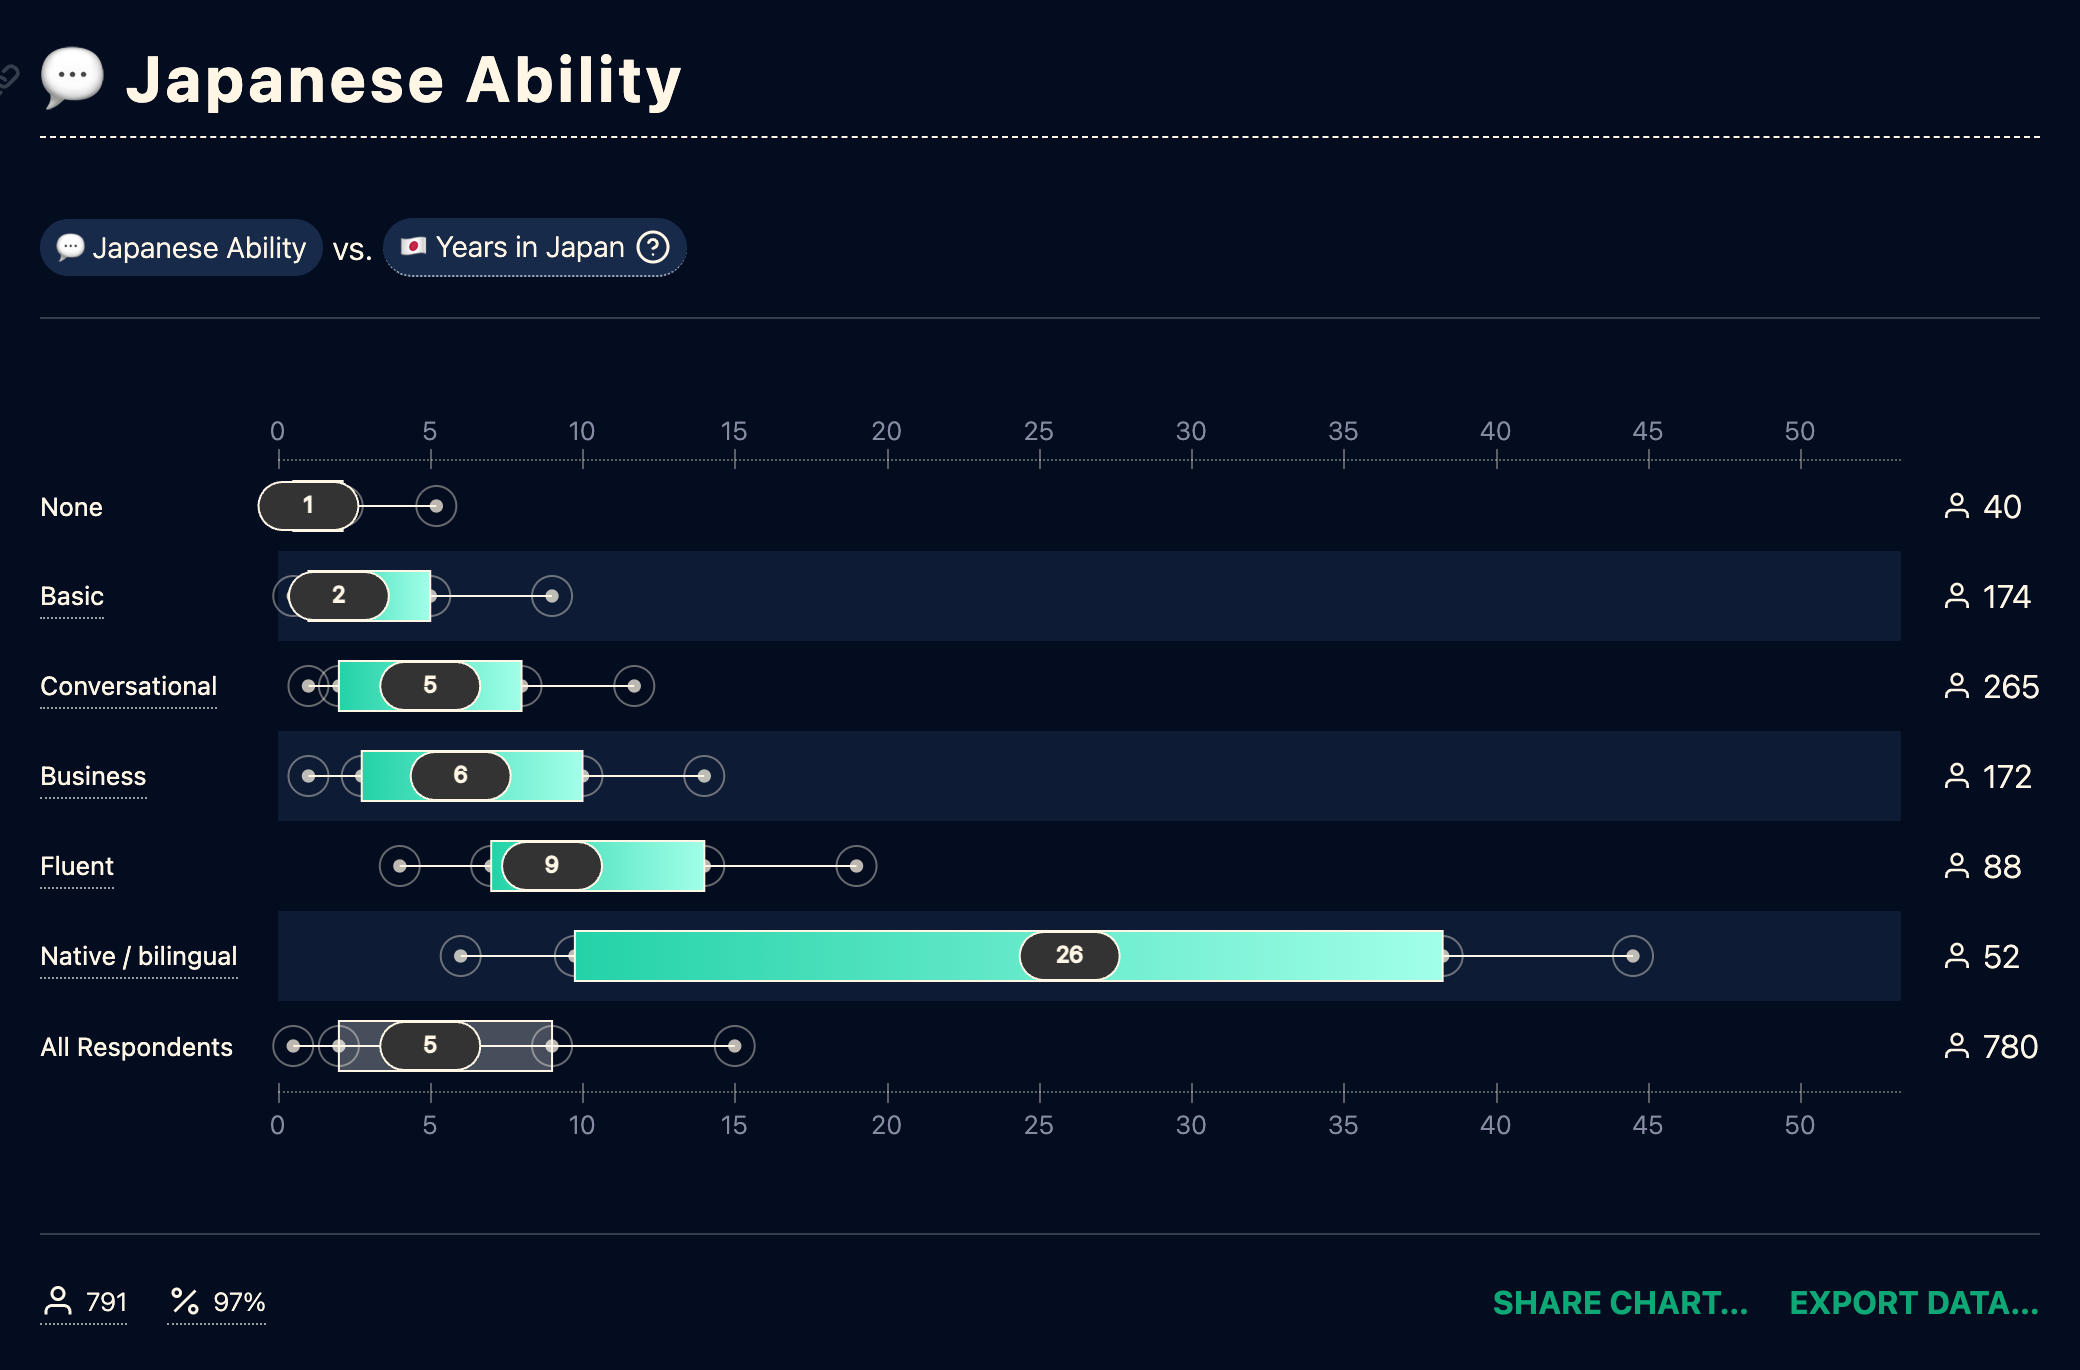 Japanese Ability
Japanese Ability vs. Years in Japan ?
0 5 10 15 20 25 30 35 40 45 50
None 1 40
Basic 2 174
Conversational 5 265
Business 6 172
Fluent 9 88
Native / bilingual 26 52
All Respondents 5 780
0 5 10 15 20 25 30 35 40 45 50
791 % 97% SHARE CHART... EXPORT DATA...